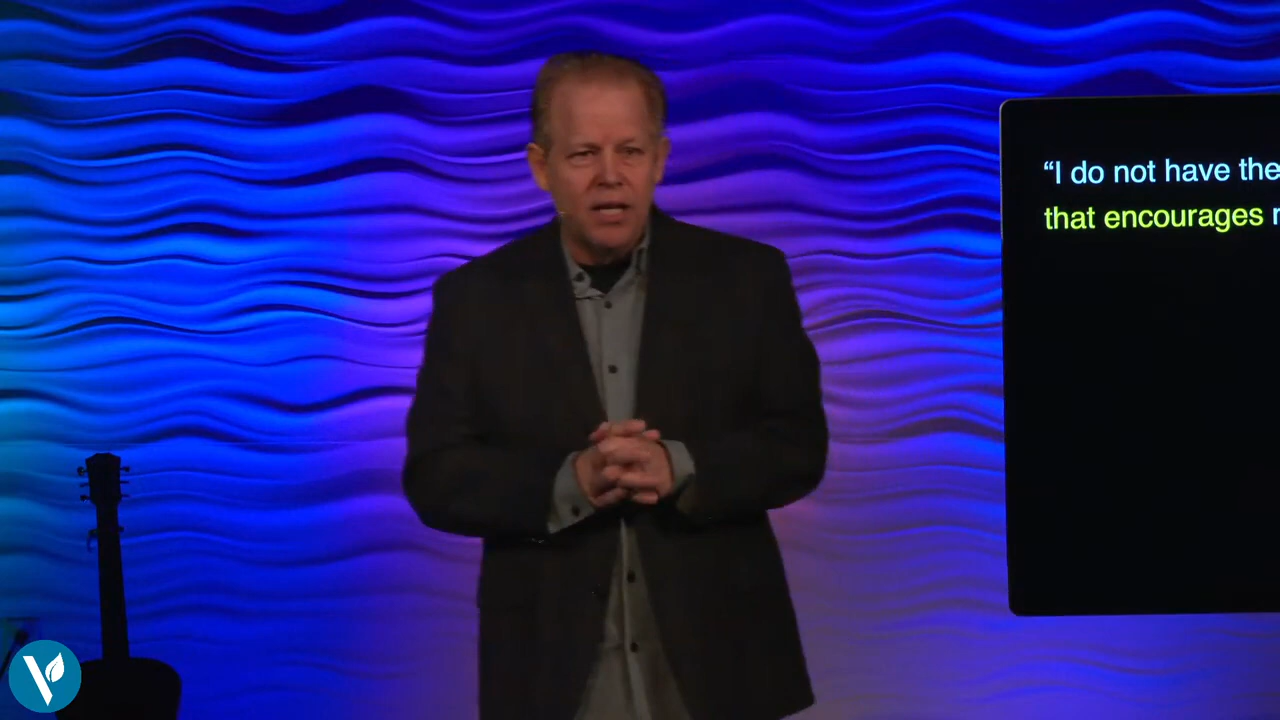 “I do not have the
that encourages